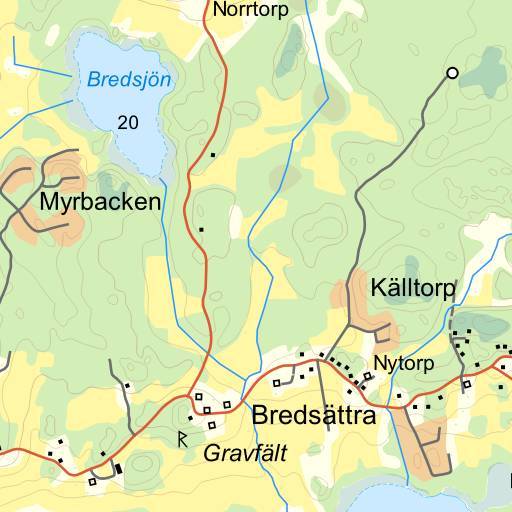 Norrtorp
Bredsjön
20
Myrbacken
Källtorp
Nytorp
Bredsättra
Gravfält